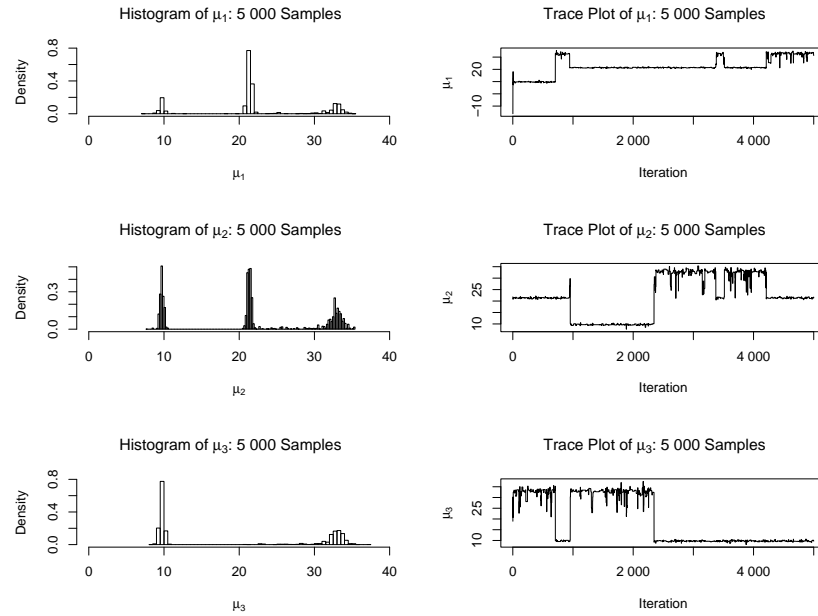 Histogram of μ1: 5 000 Samples
Density
0.0 0.4 0.8
0 10 20 30 40
μ1
Trace Plot of μ1: 5 000 Samples
μ1
−10 20
0 2 000 4 000
Iteration
Histogram of μ2: 5 000 Samples
Density
0.0 0.3
0 10 20 30 40
μ2
Trace Plot of μ2: 5 000 Samples
μ2
10 25
0 2 000 4 000
Iteration
Histogram of μ3: 5 000 Samples
Density
0.0 0.4 0.8
0 10 20 30 40
μ3
Trace Plot of μ3: 5 000 Samples
μ3
10 25
0 2 000 4 000
Iteration